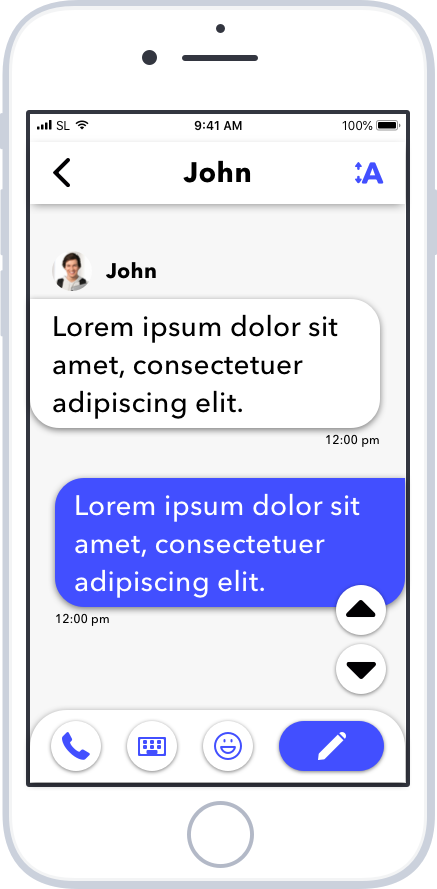 SL
9:41 AM
100%
John
A
John
Lorem ipsum dolor sit
amet, consectetuer
adipiscing elit.
12:00 pm
Lorem ipsum dolor sit
amet, consectetuer
adipiscing elit.
12:00 pm